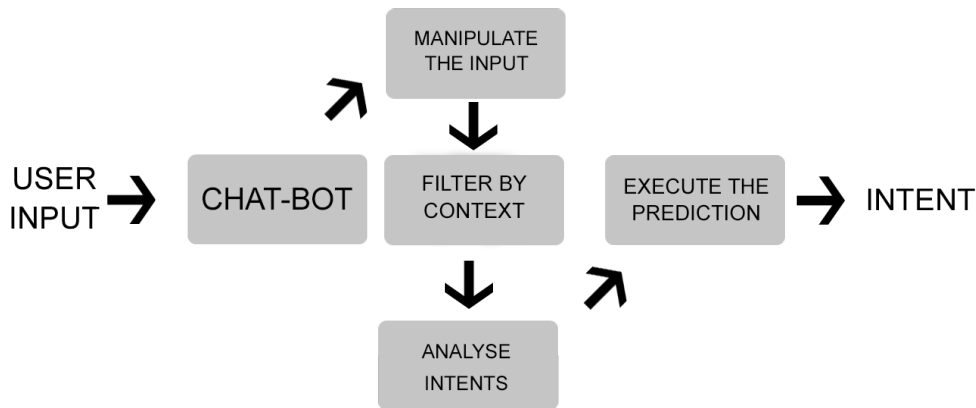 USER
INPUT
CHAT-BOT
MANIPULATE
THE INPUT
FILTER BY
CONTEXT
ANALYSE
INTENTS
EXECUTE THE
PREDICTION
INTENT